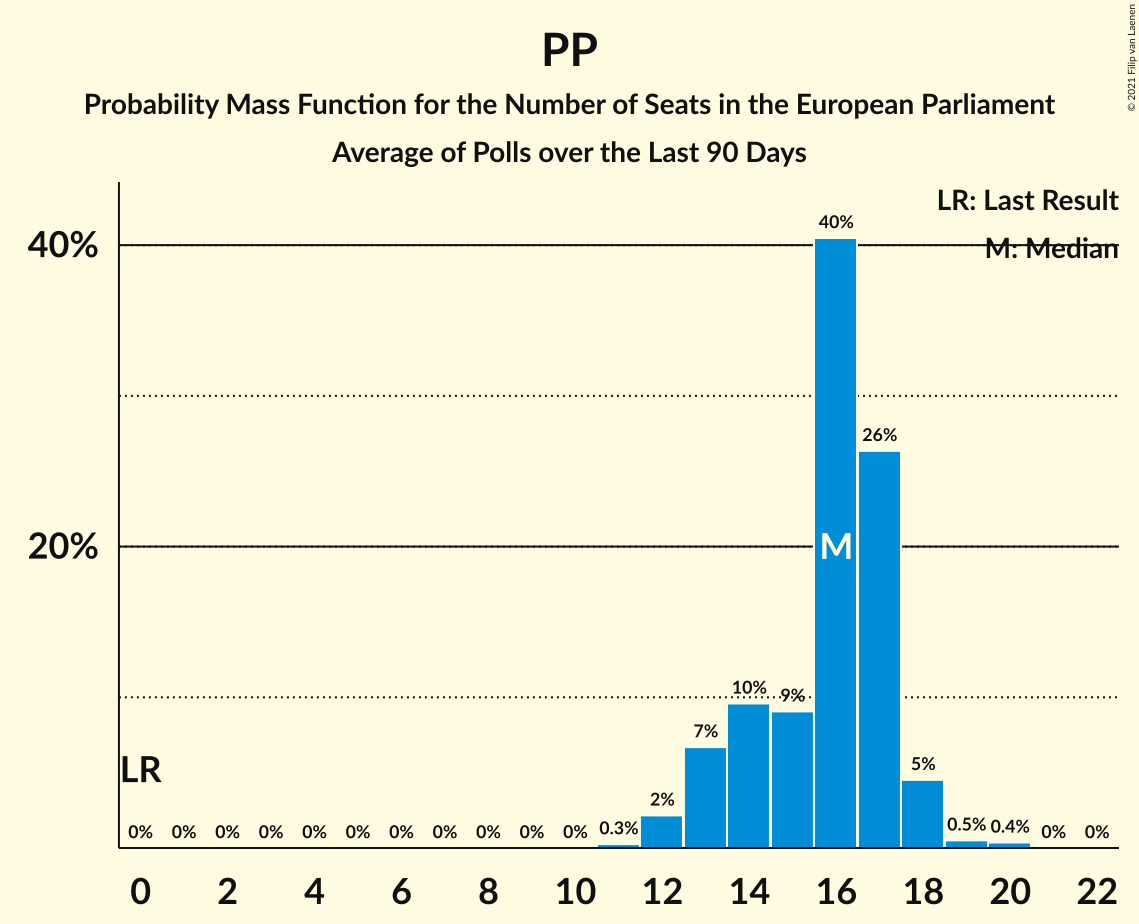 PP
Probability Mass Function for the Number of Seats in the European Parliament
Average of Polls over the Last 90 Days
© 2021 Filip van Laenen
LR: Last Result
M: Median
40%
20%
40%
26%
M
10%
9%
7%
5%
2%
LR
0% 0% 0% 0% 0% 0% 0% 0% 0% 0% 0% 0.3% 0.5% 0.4% 0% 0%
0 2 4 6 8 10 12 14 16 18 20 22